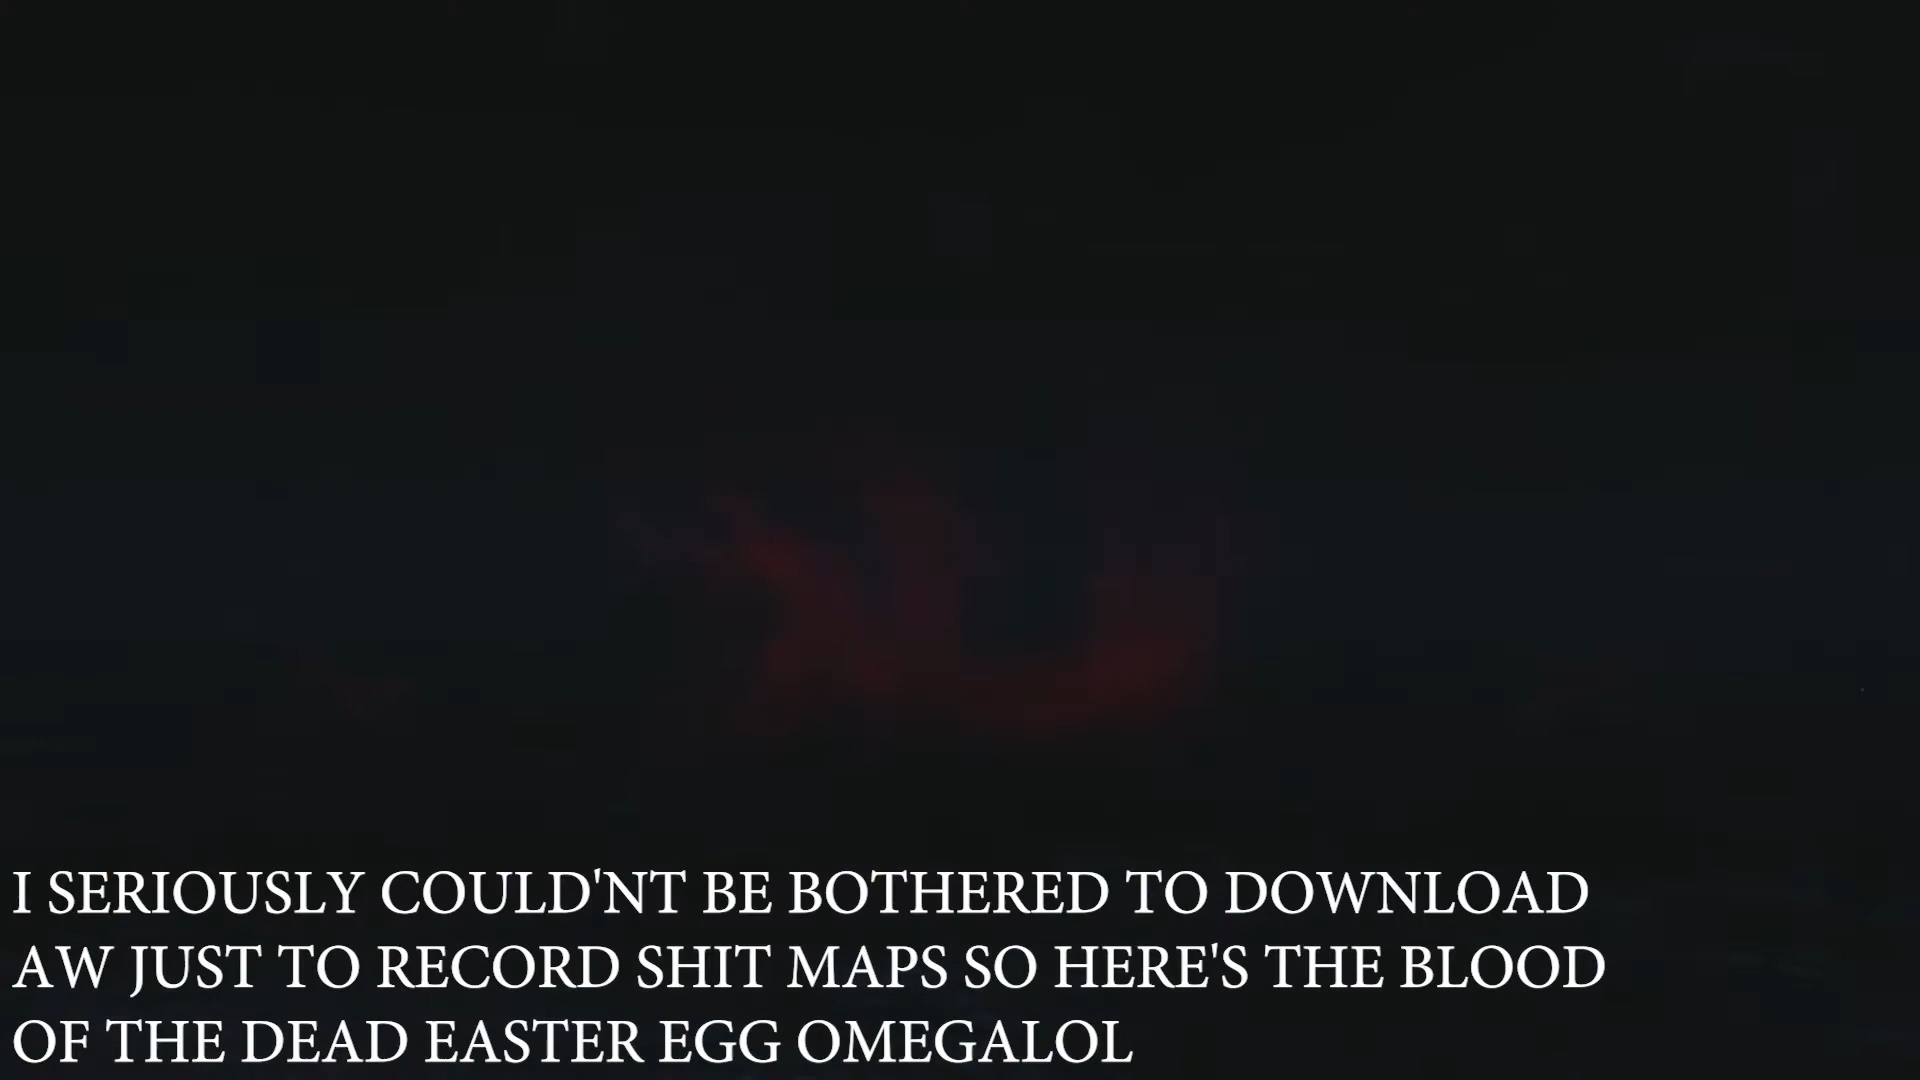 I SERIOUSLY COULD'NT BE BOTHERED TO DOWNLOAD
AW JUST TO RECORD SHIT MAPS SO HERE'S THE BLOOD
OF THE DEAD EASTER EGG OMEGALOL